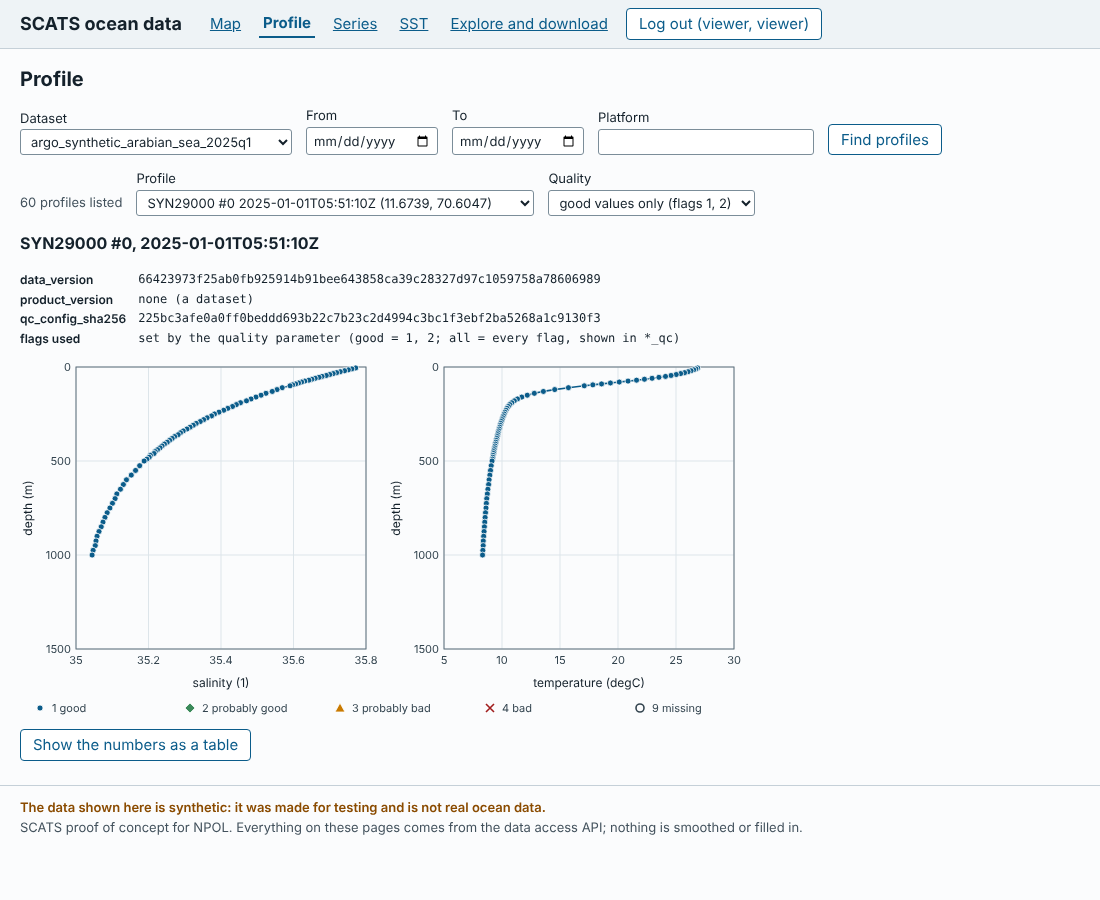 SCATS ocean data Map Profile Series SST Explore and download Log out (viewer, viewer)
Profile
Dataset From To Platform
argo_synthetic_arabian_sea_2025q1 mm/dd/yyyy mm/dd/yyyy Find profiles
Profile Quality
60 profiles listed SYN29000 #0 2025-01-01T05:51:10Z (11.6739, 70.6047) good values only (flags 1, 2)
SYN29000 #0, 2025-01-01T05:51:10Z
data_version 66423973f25ab0fb925914b91bee643858ca39c28327d97c1059758a78606989
product_version none (a dataset)
qc_config_sha256 225bc3afe0a0ff0beddd693b22c7b23c2d4994c3bc1f3ebf2ba5268a1c9130f3
flags used set by the quality parameter (good = 1, 2; all = every flag, shown in *_qc)
0 0
500 500
depth (m) depth (m)
1000 1000
1500 1500
35 35.2 35.4 35.6 35.8 5 10 15 20 25 30
salinity (1) temperature (degC)
1 good 2 probably good 3 probably bad 4 bad 9 missing
Show the numbers as a table
The data shown here is synthetic: it was made for testing and is not real ocean data.
SCATS proof of concept for NPOL. Everything on these pages comes from the data access API; nothing is smoothed or filled in.